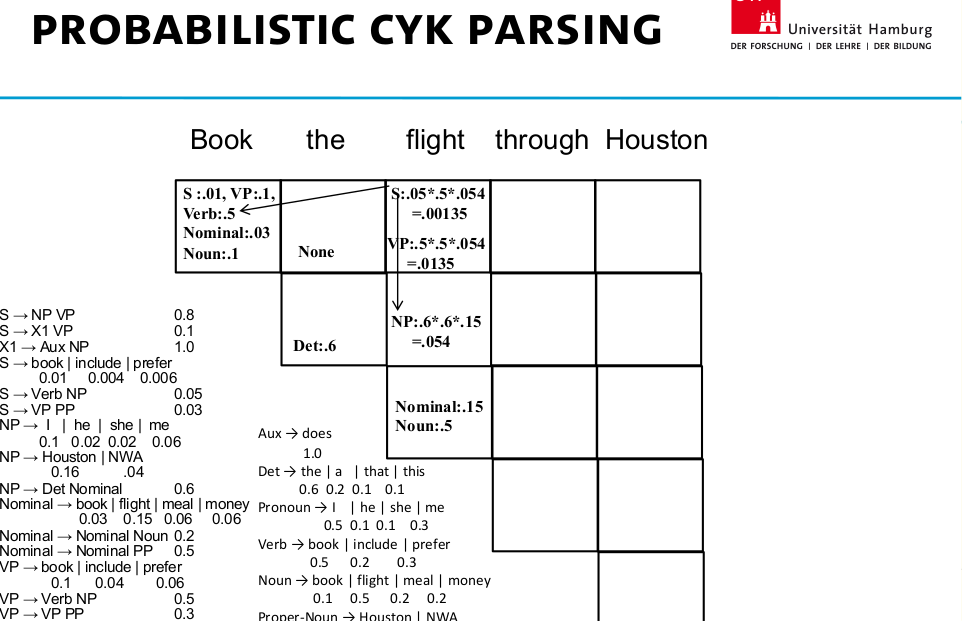 PROBABILISTIC CYK PARSING
Universität Hamburg
DER FORSCHUNG | DER LEHRE | DER BILDUNG
Book the flight through Houston
S :.01, VP:.1,
Verb:.5
Nominal:.03
Noun:.1
None
S:.05*.5*.054
=.00135
VP:.5*.5*.054
=.0135
Det:.6
NP:.6*.6*.15
=.054
Nominal:.15
Noun:.5
S → NP VP 0.8
S → X1 VP 0.1
X1 → Aux NP 1.0
S → book | include | prefer
0.01 0.004 0.006
S → Verb NP 0.05
S → VP PP 0.03
NP → I | he | she | me
0.1 0.02 0.02 0.06
NP → Houston | NWA
0.16 .04
NP → Det Nominal 0.6
Nominal → book | flight | meal | money
0.03 0.15 0.06 0.06
Nominal → Nominal Noun 0.2
Nominal → Nominal PP 0.5
VP → book | include | prefer
0.1 0.04 0.06
VP → Verb NP 0.5
VP → VP PP 0.3
Aux → does
1.0
Det → the | a | that | this
0.6 0.2 0.1 0.1
Pronoun → I | he | she | me
0.5 0.1 0.1 0.3
Verb → book | include | prefer
0.5 0.2 0.3
Noun → book | flight | meal | money
0.1 0.5 0.2 0.2
Proper-Noun → Houston | NWA